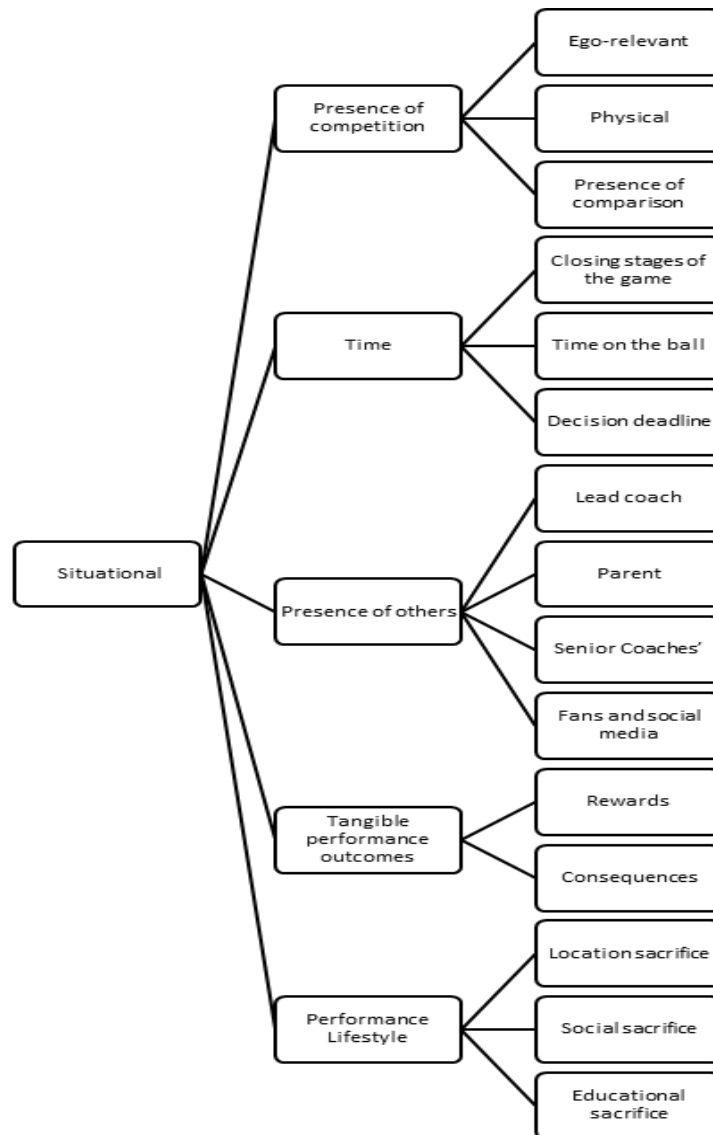 Situational
Presence of
competition
Ego-relevant
Physical
Presence of
comparison
Time
Closing stages of
the game
Time on the ball
Decision deadline
Presence of others
Lead coach
Parent
Senior Coaches’
Fans and social
media
Tangible
performance
outcomes
Rewards
Consequences
Performance
Lifestyle
Location sacrifice
Social sacrifice
Educational
sacrifice